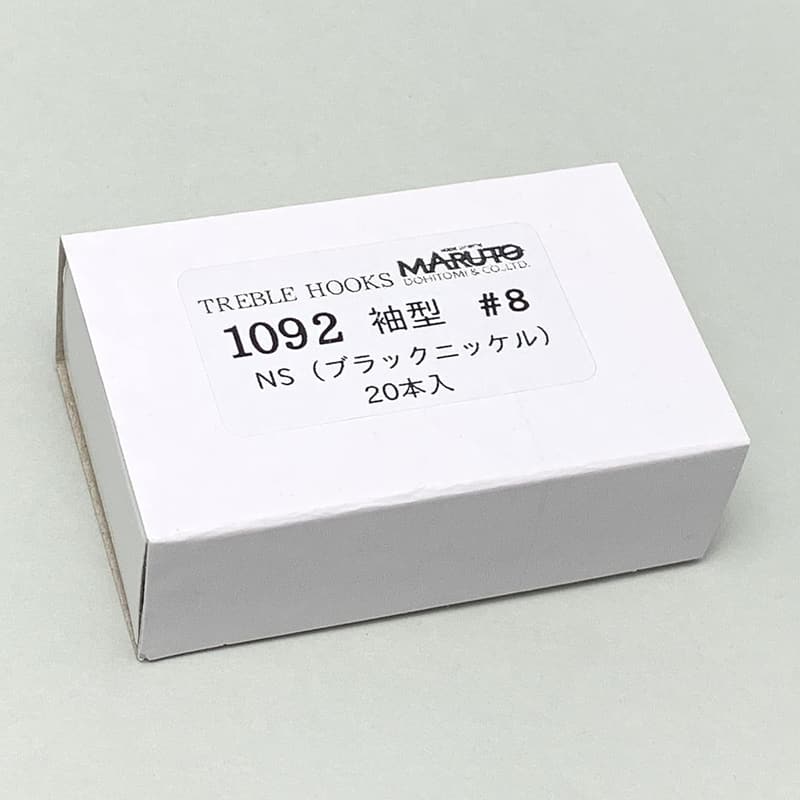 TREBLE HOOKS MARUTO
DOHITOMI & CO.,LTD.
1092 袖型 #8
NS（ブラックニッケル）
20本入